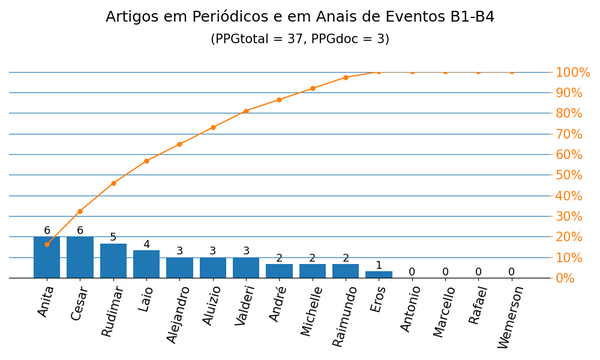 Artigos em Periódicos e em Anais de Eventos B1-B4
(PPGtotal = 37, PPGdoc = 3)
100%
90%
80%
70%
60%
50%
40%
30%
20%
10%
0%
6 6 5 4 3 3 3 2 2 2 1 0 0 0 0
Anita Cesar Rudimar Laio Alejandro Aluizio Valderi André Michelle Raimundo Eros Antonio Marcello Rafael Wemerson